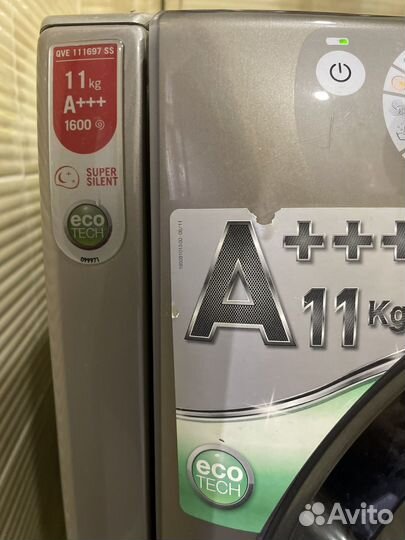 QVE 111697 SS
11kg
A+++
1600
SUPER
SILENT
eco
TECH
A+++
11Kg
eco
TECH
Avito